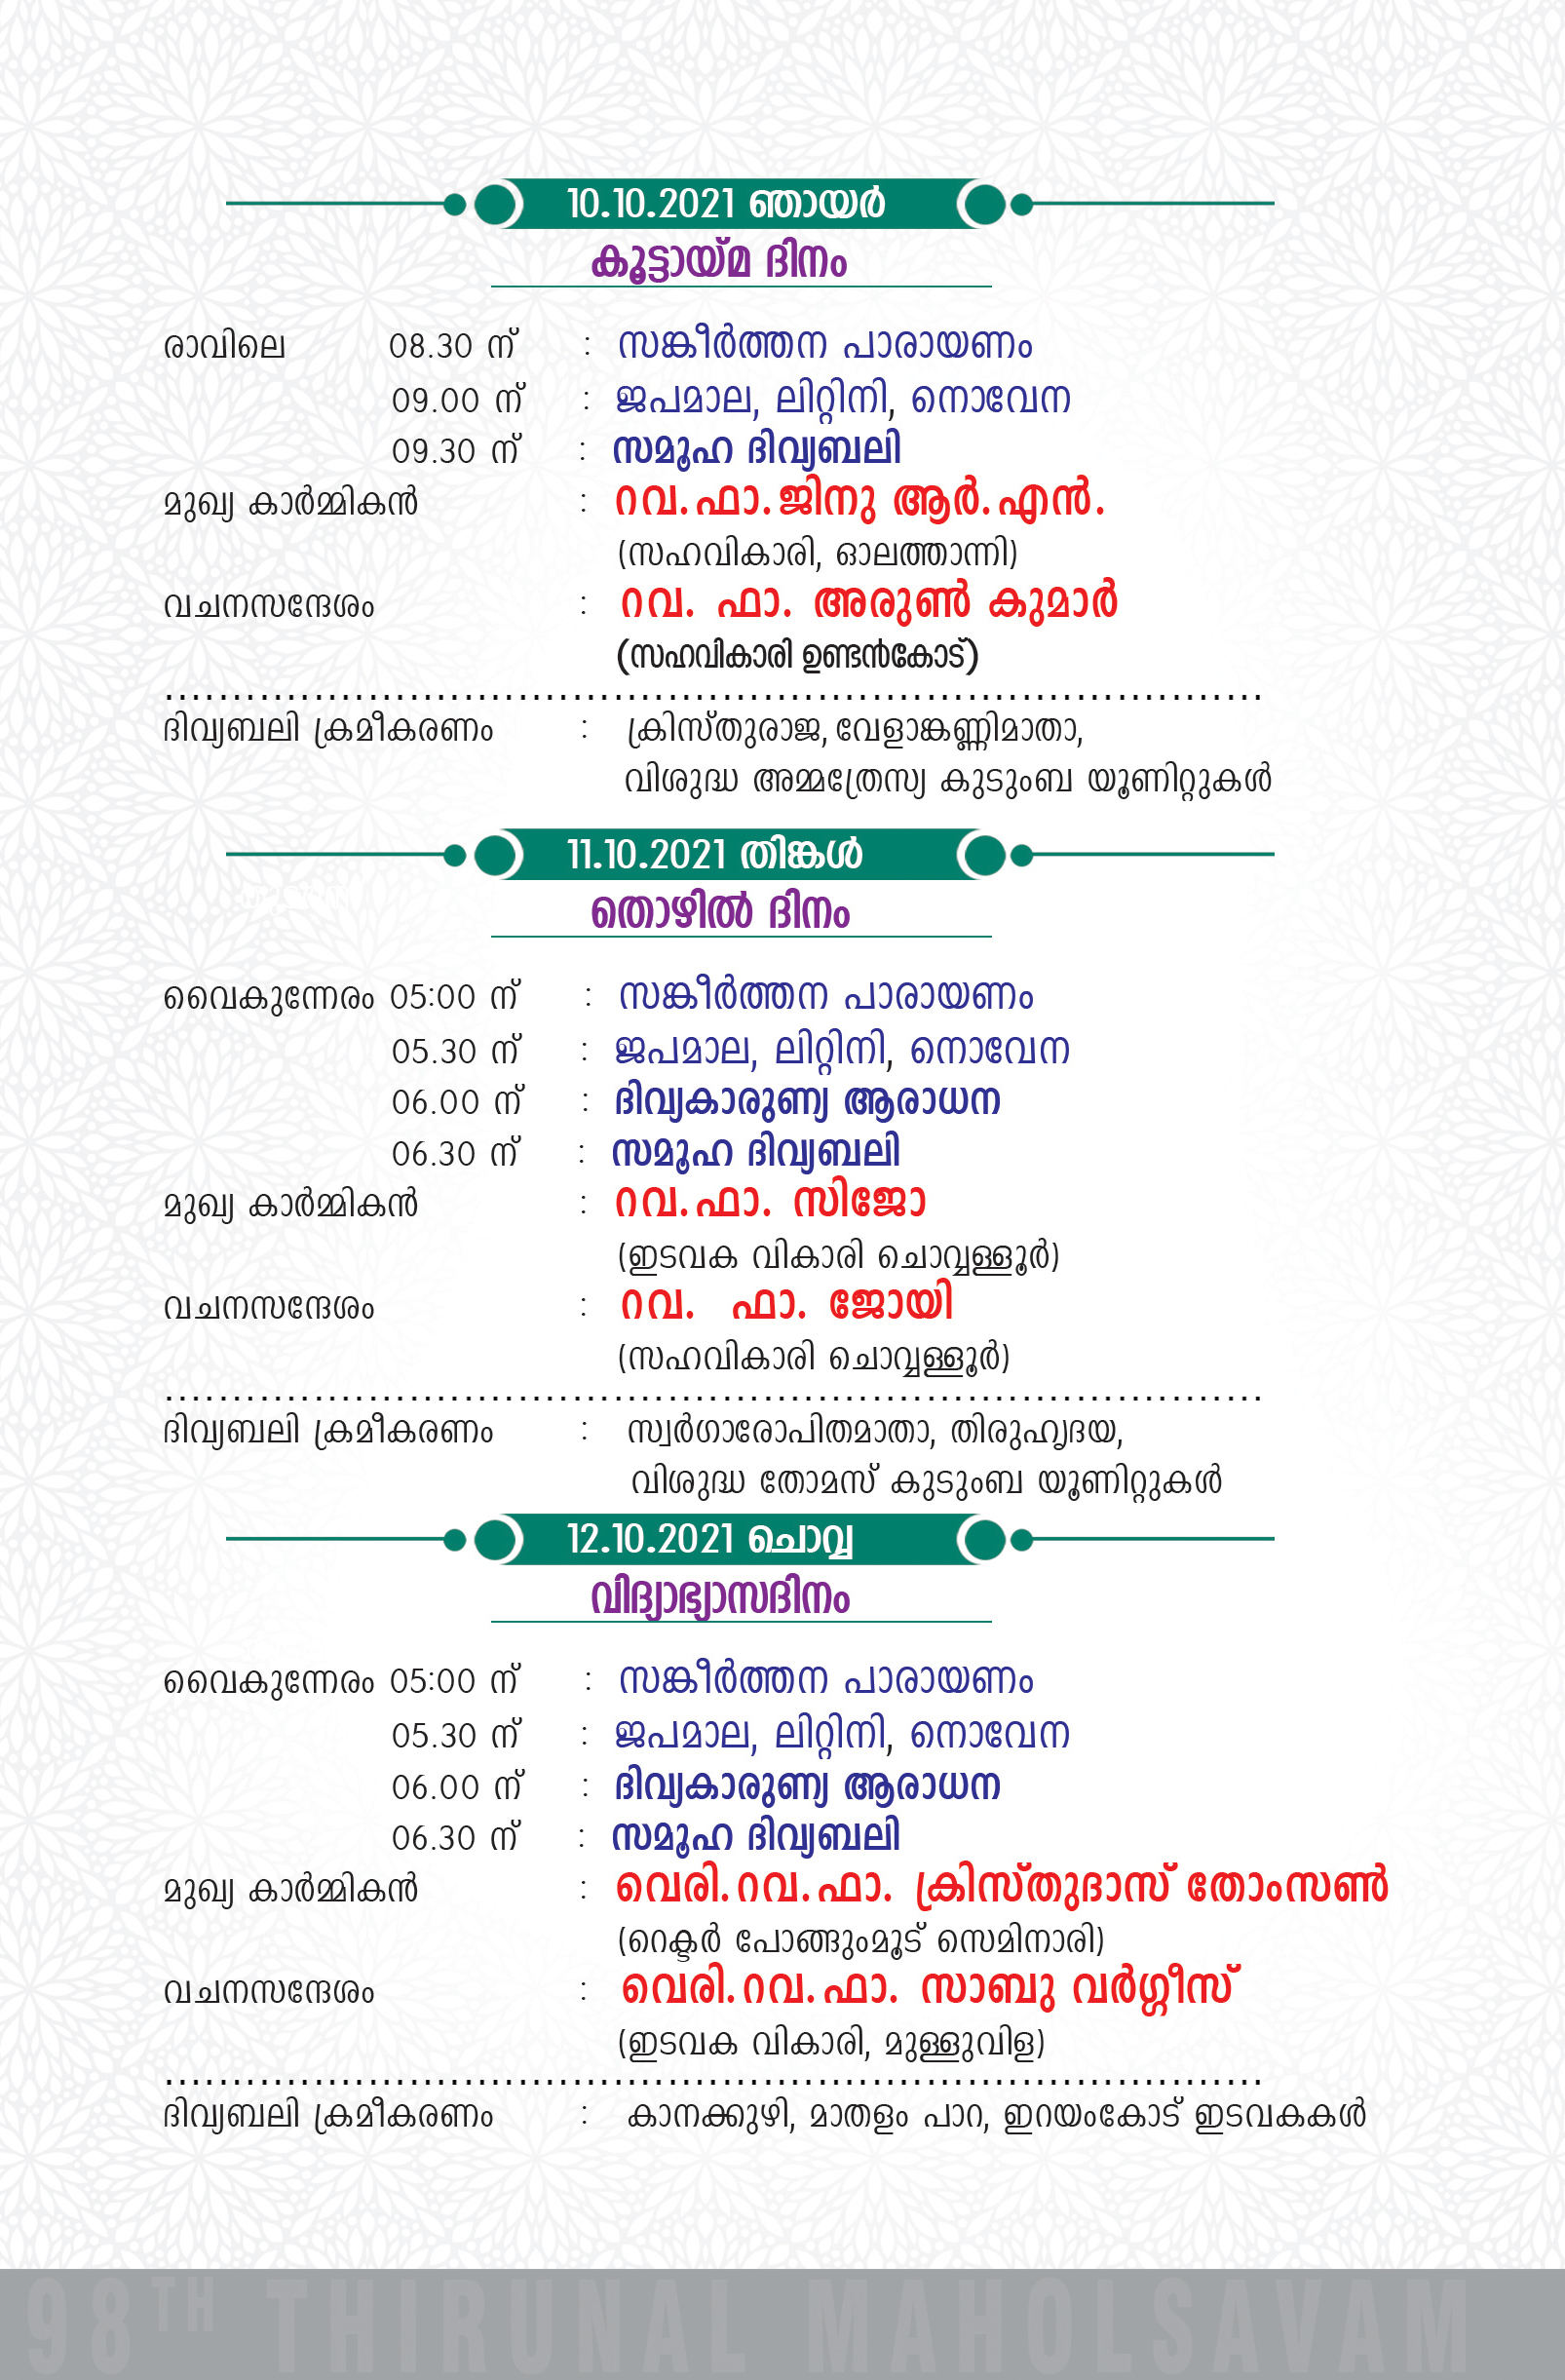 10.10.2021 ഞായർ
കൂട്ടായ്മ ദിനം
രാവിലെ 08.30 ന് : സങ്കീർത്തന പാരായണം
09.00 ന് : ജപമാല, ലിറ്റിനി, നൊവേന
09.30 ന് : സമൂഹ ദിവ്യബലി
മുഖ്യ കാർമ്മികൻ : റവ.ഫാ.ജിനു ആർ.എൻ.
(സഹവികാരി, ഓലത്താന്നി)
വചനസന്ദേശം : റവ. ഫാ. അരുൺ കുമാർ
(സഹവികാരി ഉണ്ടൻകോട്)
ദിവ്യബലി ക്രമീകരണം : ക്രിസ്തുരാജ, വേളാങ്കണ്ണിമാതാ,
വിശുദ്ധ അമ്മത്രേസ്യ കുടുംബ യൂണിറ്റുകൾ
11.10.2021 തിങ്കൾ
തൊഴിൽ ദിനം
വൈകുന്നേരം 05:00 ന് : സങ്കീർത്തന പാരായണം
05.30 ന് : ജപമാല, ലിറ്റിനി, നൊവേന
06.00 ന് : ദിവ്യകാരുണ്യ ആരാധന
06.30 ന് : സമൂഹ ദിവ്യബലി
മുഖ്യ കാർമ്മികൻ : റവ.ഫാ. സിജോ
(ഇടവക വികാരി ചൊവ്വള്ളൂർ)
വചനസന്ദേശം : റവ. ഫാ. ജോയി
(സഹവികാരി ചൊവ്വള്ളൂർ)
ദിവ്യബലി ക്രമീകരണം : സ്വർഗാരോപിതമാതാ, തിരുഹൃദയ,
വിശുദ്ധ തോമസ് കുടുംബ യൂണിറ്റുകൾ
12.10.2021 ചൊവ്വ
വിദ്യാഭ്യാസദിനം
വൈകുന്നേരം 05:00 ന് : സങ്കീർത്തന പാരായണം
05.30 ന് : ജപമാല, ലിറ്റിനി, നൊവേന
06.00 ന് : ദിവ്യകാരുണ്യ ആരാധന
06.30 ന് : സമൂഹ ദിവ്യബലി
മുഖ്യ കാർമ്മികൻ : വെരി.റവ.ഫാ. ക്രിസ്തുദാസ് തോംസൺ
(റെക്ടർ പോങ്ങുംമൂട് സെമിനാരി)
വചനസന്ദേശം : വെരി.റവ.ഫാ. സാബു വർഗ്ഗീസ്
(ഇടവക വികാരി, മുള്ളുവിള)
ദിവ്യബലി ക്രമീകരണം : കാനക്കുഴി, മാതളം പാറ, ഇറയംകോട് ഇടവകകൾ
98TH THIRUNAL MAHOLSAVAM